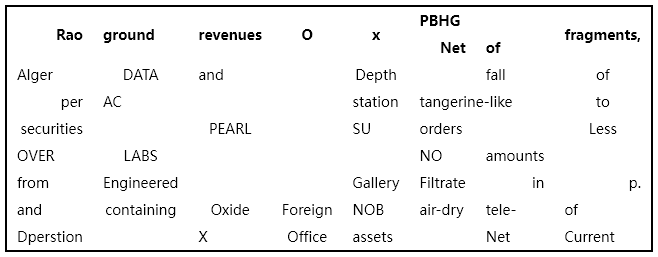 PBHG
Rao ground revenues O x Net of fragments,
Alger DATA and Depth fall of
per AC station tangerine-like to
securities PEARL SU orders Less
OVER LABS NO amounts
from Engineered Gallery Filtrate in p.
and containing Oxide Foreign NOB air-dry tele- of
Dperstion X Office assets Net Current